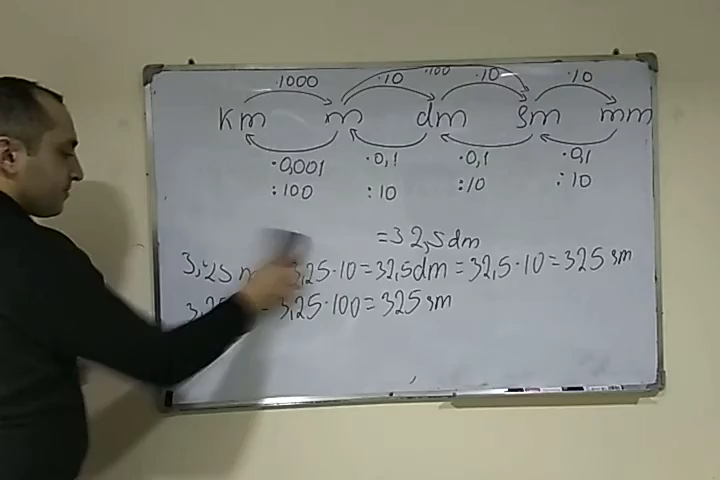 ·1000 ·10 ·100 ·10 ·10
km m dm sm mm
·0,001 ·0,1 ·0,1 ·0,1
:100 :10 :10 :10
=32,5dm
3,25 m 3,25·10=32,5dm=32,5·10=325 sm
3,25 = 3,25·100=325 sm